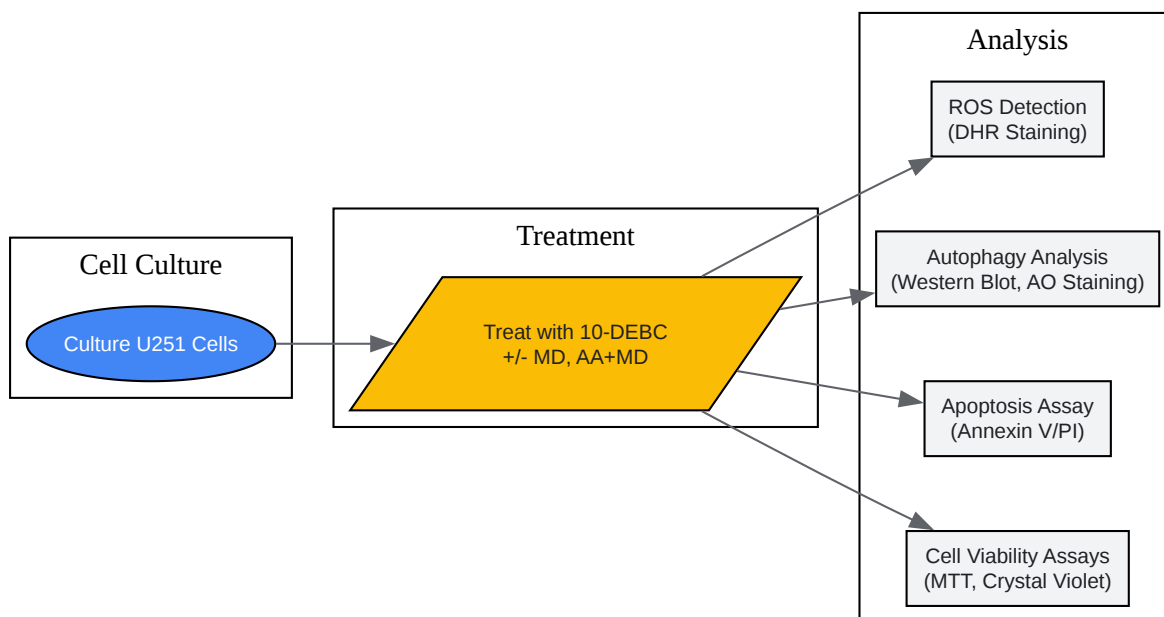 Cell Culture
Culture U251 Cells
Treatment
Treat with 10-DEBC
+/- MD, AA+MD
Analysis
ROS Detection
(DHR Staining)
Autophagy Analysis
(Western Blot, AO Staining)
Apoptosis Assay
(Annexin V/PI)
Cell Viability Assays
(MTT, Crystal Violet)